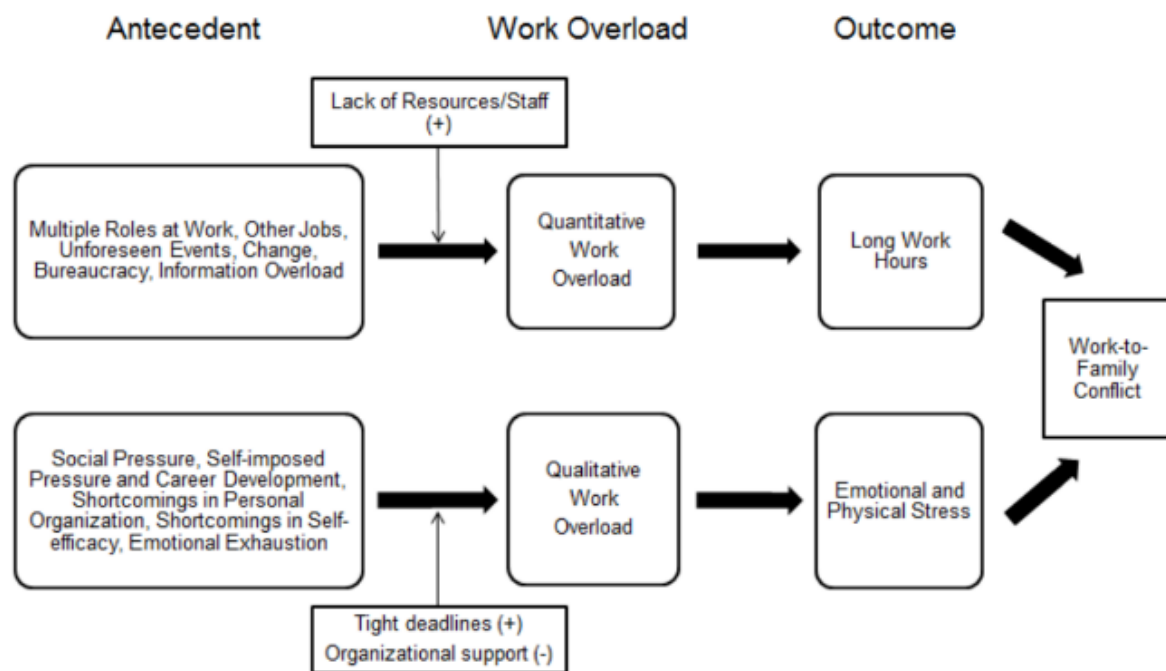 Antecedent
Work Overload
Outcome
Lack of Resources/Staff
(+)
Multiple Roles at Work, Other Jobs,
Unforeseen Events, Change,
Bureaucracy, Information Overload
Quantitative
Work
Overload
Long Work
Hours
Work-to-
Family
Conflict
Social Pressure, Self-imposed
Pressure and Career Development,
Shortcomings in Personal
Organization, Shortcomings in Self-
efficacy, Emotional Exhaustion
Qualitative
Work
Overload
Emotional and
Physical Stress
Tight deadlines (+)
Organizational support (-)